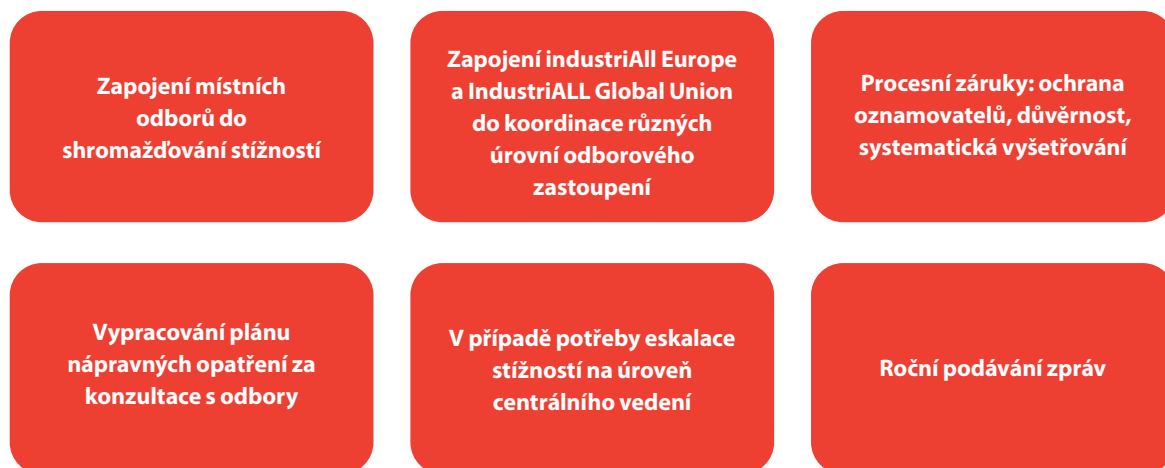 Zapojení místních
odborů do
shromažďování stížností
Zapojení industriAll Europe
a IndustriALL Global Union
do koordinace různých
úrovní odborového
zastoupení
Procesní záruky: ochrana
oznamovatelů, důvěrnost,
systematická vyšetřování
Vypracování plánu
nápravných opatření za
konzultace s odbory
V případě potřeby eskalace
stížností na úroveň
centrálního vedení
Roční podávání zpráv